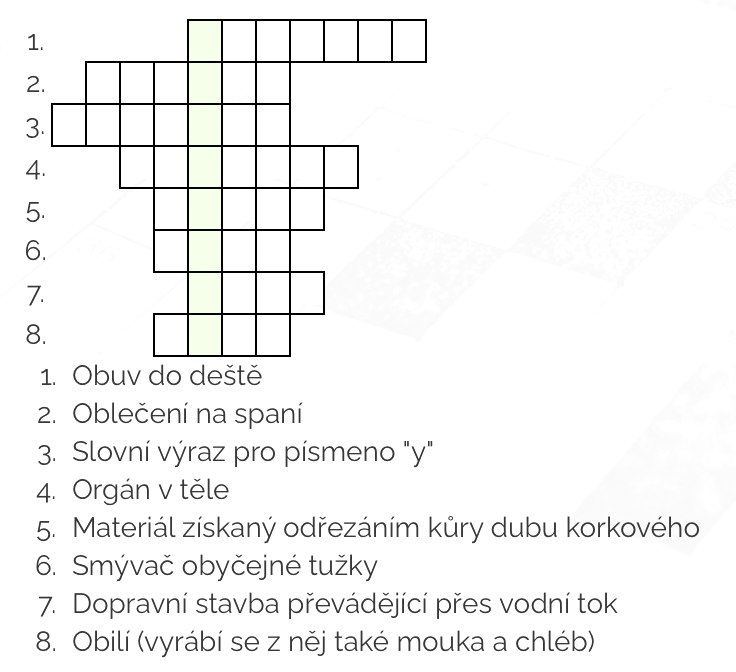 1.
2.
3.
4.
5.
6.
7.
8.
1. Obuv do deště
2. Oblečení na spaní
3. Slovní výraz pro písmeno "y"
4. Orgán v těle
5. Materiál získaný odřezáním kůry dubu korkového
6. Smývač obyčejné tužky
7. Dopravní stavba převádějící přes vodní tok
8. Obilí (vyrábí se z něj také mouka a chléb)